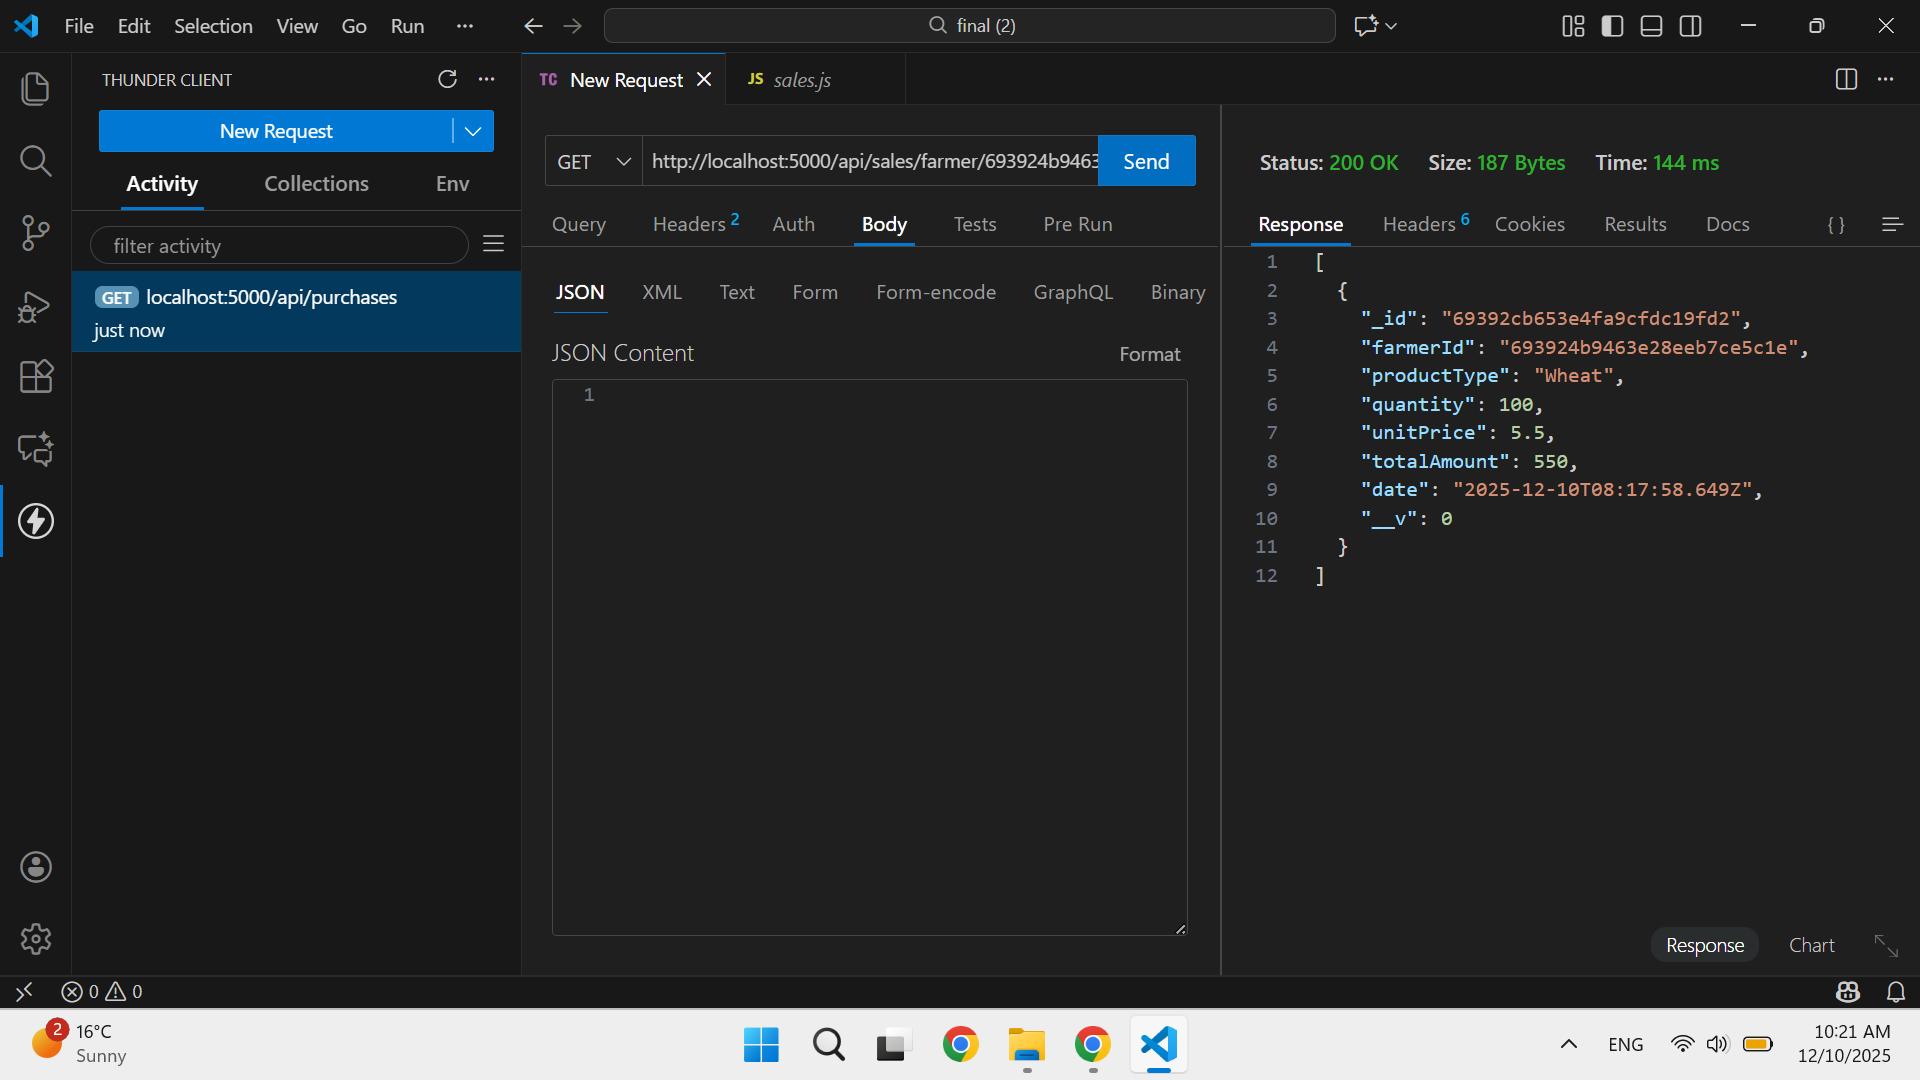 File Edit Selection View Go Run ···
final (2)
THUNDER CLIENT
New Request
Activity Collections Env
filter activity
GET localhost:5000/api/purchases
just now
TC New Request
JS sales.js
GET http://localhost:5000/api/sales/farmer/693924b9463 Send
Query Headers 2 Auth Body Tests Pre Run
JSON XML Text Form Form-encode GraphQL Binary
JSON Content Format
1
Status: 200 OK Size: 187 Bytes Time: 144 ms
Response Headers 6 Cookies Results Docs { }
1 [
2 {
3 "_id": "69392cb653e4fa9cfdc19fd2",
4 "farmerId": "693924b9463e28eeb7ce5c1e",
5 "productType": "Wheat",
6 "quantity": 100,
7 "unitPrice": 5.5,
8 "totalAmount": 550,
9 "date": "2025-12-10T08:17:58.649Z",
10 "__v": 0
11 }
12 ]
Response Chart
0 0
2 16°C
Sunny
ENG
10:21 AM
12/10/2025